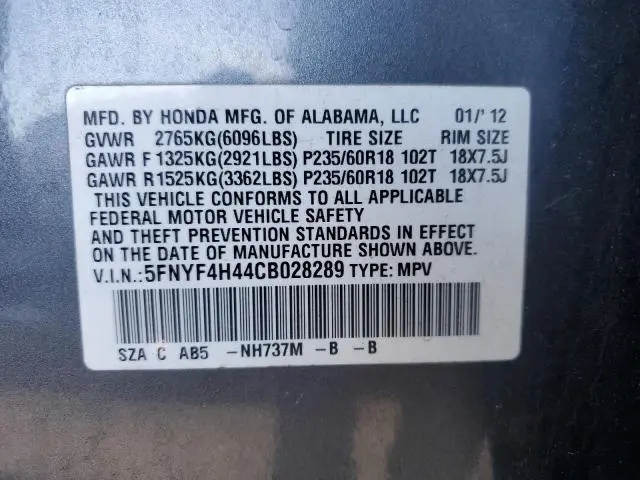 MFD. BY HONDA MFG. OF ALABAMA, LLC 01/'12
GVWR 2765KG(6096LBS) TIRE SIZE RIM SIZE
GAWR F 1325KG(2921LBS) P235/60R18 102T 18X7.5J
GAWR R1525KG(3362LBS) P235/60R18 102T 18X7.5J
THIS VEHICLE CONFORMS TO ALL APPLICABLE
FEDERAL MOTOR VEHICLE SAFETY
AND THEFT PREVENTION STANDARDS IN EFFECT
ON THE DATE OF MANUFACTURE SHOWN ABOVE.
V.I.N.:5FNYF4H44CB028289 TYPE: MPV
SZA C AB5 -NH737M -B -B